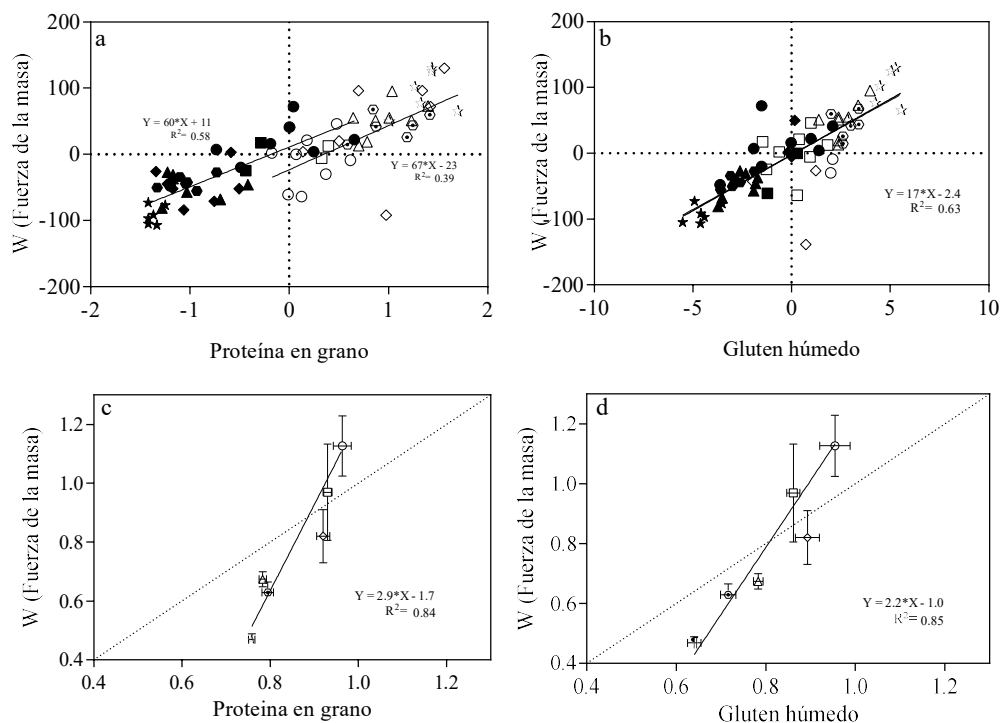 a
W (Fuerza de la masa)
200
100
0
-100
-200
Y = 60*X + 11
R²= 0.58
Y = 67*X - 23
R²= 0.39
-2
-1
0
1
2
Proteína en grano
b
W (Fuerza de la masa)
200
100
0
-100
-200
Y = 17*X - 2.4
R²= 0.63
-10
-5
0
5
10
Gluten húmedo
c
W (Fuerza de la masa)
1.2
1.0
0.8
0.6
0.4
Y = 2.9*X - 1.7
R²= 0.84
0.4
0.6
0.8
1.0
1.2
Proteina en grano
d
W (Fuerza de la masa)
1.2
1.0
0.8
0.6
0.4
Y = 2.2*X - 1.0
R²= 0.85
0.4
0.6
0.8
1.0
1.2
Gluten húmedo